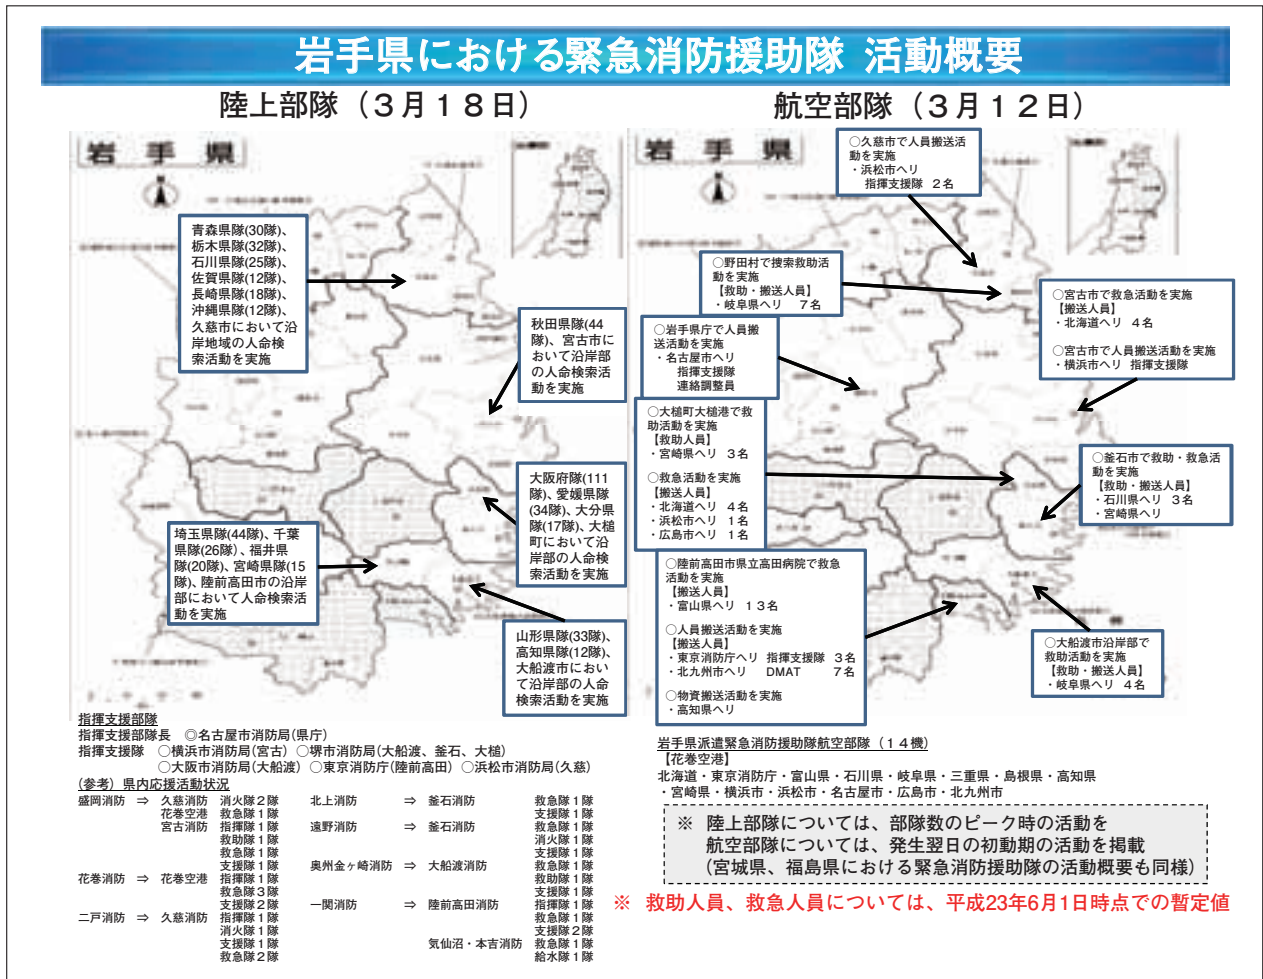 岩手県における緊急消防援助隊 活動概要
陸上部隊（３月１８日）
岩 手 県
青森県隊(30隊)、
栃木県隊(32隊)、
石川県隊(25隊)、
佐賀県隊(12隊)、
長崎県隊(18隊)、
沖縄県隊(12隊)、
久慈市において沿
岸地域の人命検
索活動を実施
秋田県隊(44
隊)、宮古市に
おいて沿岸部
の人命検索活
動を実施
大阪府隊(111
隊)、愛媛県隊
(34隊)、大分県
隊(17隊)、大槌
町において沿
岸部の人命検
索活動を実施
埼玉県隊(44隊)、千葉
県隊(26隊)、福井県
隊(20隊)、宮崎県隊(15
隊)、陸前高田市の沿岸
部において人命検索活
動を実施
山形県隊(33隊)、
高知県隊(12隊)、
大船渡市におい
て沿岸部の人命
検索活動を実施
指揮支援部隊
指揮支援部隊長　◎名古屋市消防局(県庁)
指揮支援隊　○横浜市消防局(宮古) ○堺市消防局(大船渡、釜石、大槌)
○大阪市消防局(大船渡) ○東京消防庁(陸前高田) ○浜松市消防局(久慈)
(参考) 県内応援活動状況
盛岡消防 ⇒ 久慈消防 消火隊２隊
花巻空港 救急隊１隊
宮古消防 指揮隊１隊
救助隊１隊
救急隊１隊
支援隊１隊
花巻消防 ⇒ 花巻空港 指揮隊１隊
救急隊３隊
支援隊２隊
二戸消防 ⇒ 久慈消防 指揮隊１隊
消火隊１隊
支援隊１隊
救急隊２隊
北上消防 ⇒ 釜石消防 救急隊１隊
支援隊１隊
遠野消防 ⇒ 釜石消防 救急隊１隊
消火隊１隊
支援隊１隊
奥州金ヶ崎消防 ⇒ 大船渡消防 救急隊１隊
救助隊１隊
支援隊１隊
一関消防 ⇒ 陸前高田消防 指揮隊１隊
救急隊１隊
支援隊２隊
気仙沼・本吉消防 救急隊１隊
給水隊１隊
航空部隊（３月１２日）
岩 手 県
○久慈市で人員搬送活
動を実施
・浜松市ヘリ
指揮支援隊 ２名
○野田村で捜索救助活
動を実施
【救助・搬送人員】
・岐阜県ヘリ　７名
○岩手県庁で人員搬
送活動を実施
・名古屋市ヘリ
指揮支援隊
連絡調整員
○宮古市で救急活動を実施
【搬送人員】
・北海道ヘリ ４名
○宮古市で人員搬送活動を実施
・横浜市ヘリ 指揮支援隊
○大槌町大槌港で救
助活動を実施
【救助人員】
・宮崎県ヘリ ３名
○救急活動を実施
【搬送人員】
・北海道ヘリ ４名
・浜松市ヘリ １名
・広島市ヘリ １名
○釜石市で救助・救急活
動を実施
【救助・搬送人員】
・石川県ヘリ ３名
・宮崎県ヘリ
○陸前高田市県立高田病院で救急
活動を実施
【搬送人員】
・富山県ヘリ １３名
○人員搬送活動を実施
【搬送人員】
・東京消防庁ヘリ 指揮支援隊 ３名
・北九州市ヘリ　DMAT　７名
○物資搬送活動を実施
・高知県ヘリ
○大船渡市沿岸部で
救助活動を実施
【救助・搬送人員】
・岐阜県ヘリ ４名
岩手県派遣緊急消防援助隊航空部隊（１４機）
【花巻空港】
北海道・東京消防庁・富山県・石川県・岐阜県・三重県・島根県・高知県
・宮崎県・横浜市・浜松市・名古屋市・広島市・北九州市
※ 陸上部隊については、部隊数のピーク時の活動を
航空部隊については、発生翌日の初動期の活動を掲載
(宮城県、福島県における緊急消防援助隊の活動概要も同様)
※ 救助人員、救急人員については、平成23年6月1日時点での暫定値